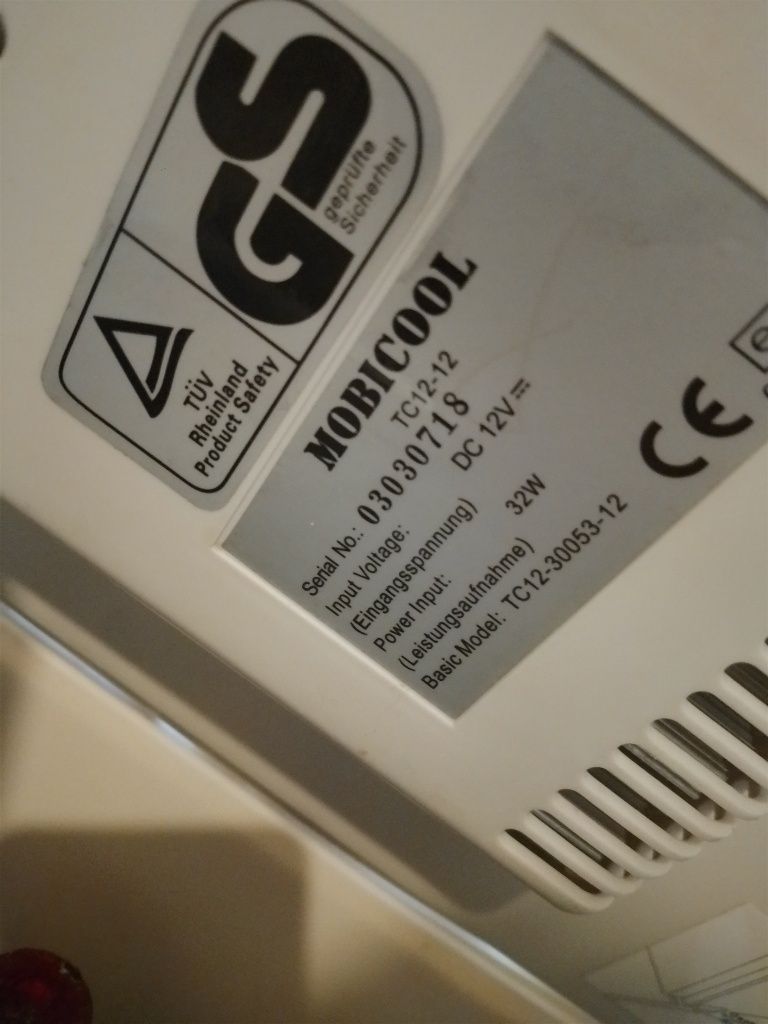 GS
geprüfte
Sicherheit
TÜV
Rheinland
Product Safety
MOBICOOL
TC12-12
Serial No.: 03030718
Input Voltage: DC 12V
(Eingangsspannung)
Power Input: 32W
(Leistungsaufnahme)
Basic Model: TC12-30053-12
CE
e